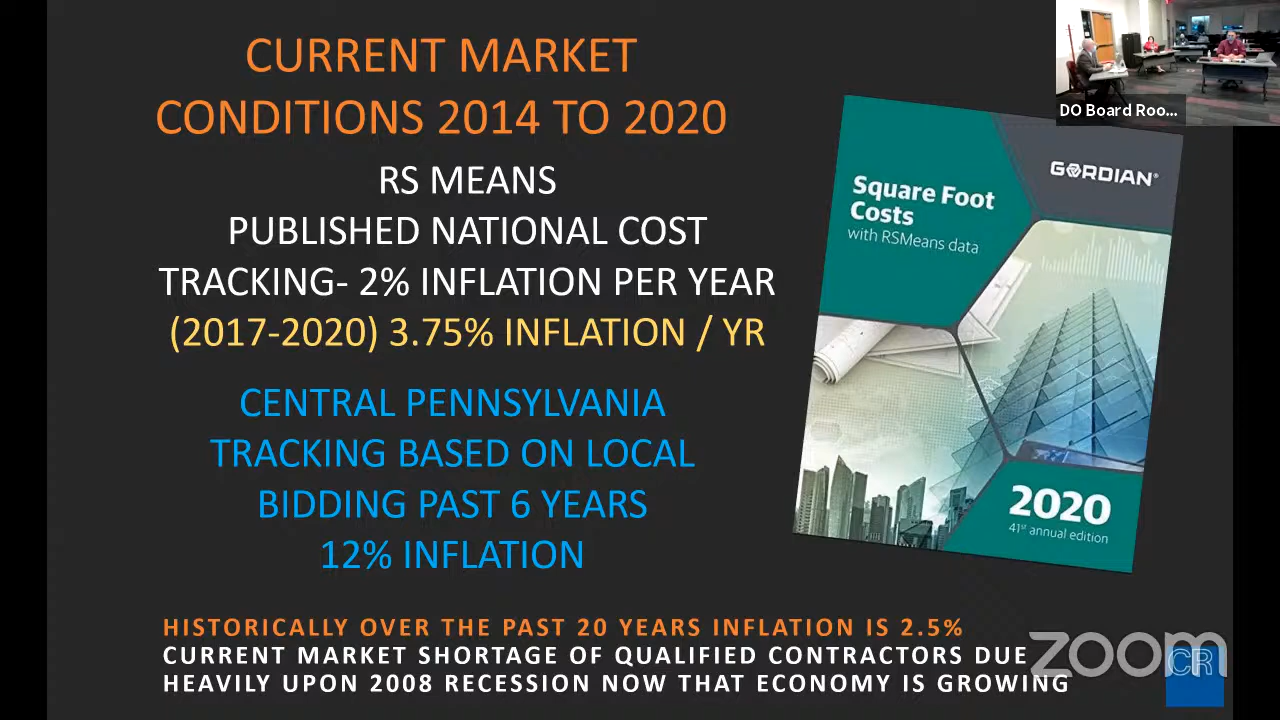 CURRENT MARKET
CONDITIONS 2014 TO 2020
RS MEANS
PUBLISHED NATIONAL COST
TRACKING- 2% INFLATION PER YEAR
(2017-2020) 3.75% INFLATION / YR
CENTRAL PENNSYLVANIA
TRACKING BASED ON LOCAL
BIDDING PAST 6 YEARS
12% INFLATION
HISTORICALLY OVER THE PAST 20 YEARS INFLATION IS 2.5%
CURRENT MARKET SHORTAGE OF QUALIFIED CONTRACTORS DUE
HEAVILY UPON 2008 RECESSION NOW THAT ECONOMY IS GROWING
DO Board Roo...
GORDIAN®
Square Foot
Costs
with RSMeans data
2020
41st annual edition
zoom
CR